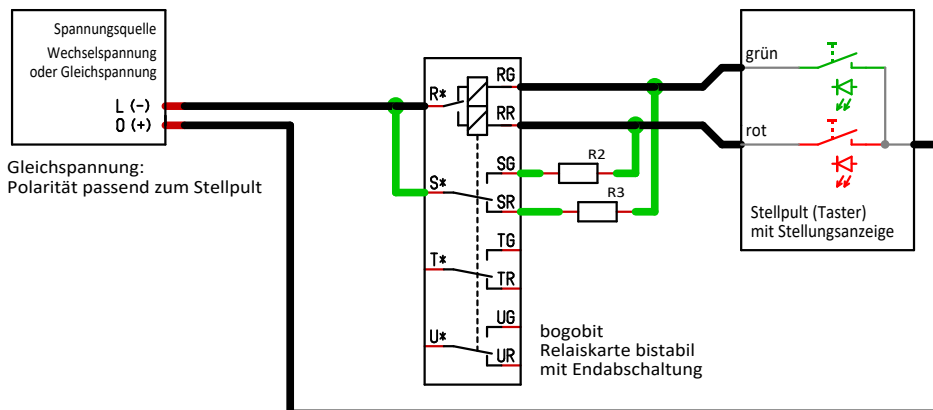 Spannungsquelle
Wechselspannung
oder Gleichspannung
L (-)
0 (+)
Gleichspannung:
Polarität passend zum Stellpult
R*
RG
RR
S*
SG
SR
T*
TG
TR
U*
UG
UR
R2
R3
bogobit
Relaiskarte bistabil
mit Endabschaltung
grün
rot
Stellpult (Taster)
mit Stellungsanzeige